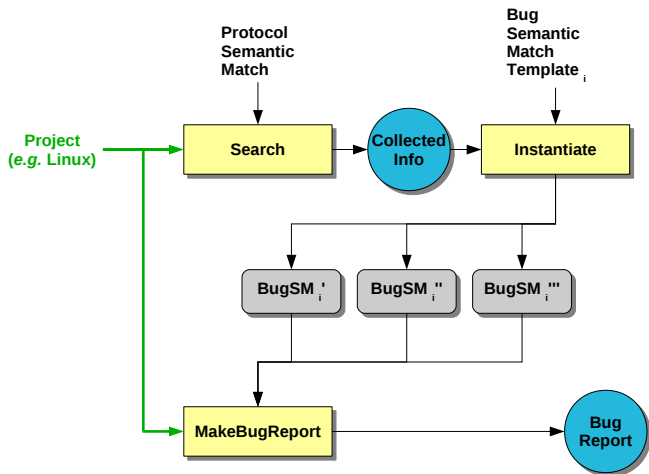 Protocol
Semantic
Match
Bug
Semantic
Match
Template i
Project
(e.g. Linux)
Search
Collected
Info
Instantiate
BugSM i'
BugSM i''
BugSM i'''
MakeBugReport
Bug
Report